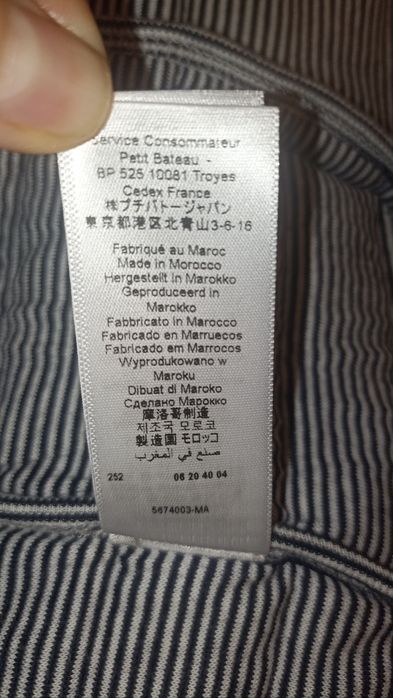 Service Consommateur
Petit Bateau -
BP 525 10081 Troyes
Cedex France
株プチバトージャパン
東京都港区北青山3-6-16
Fabriqué au Maroc
Made in Morocco
Hergestellt in Marokko
Geproduceerd in
Marokko
Fabbricato in Marocco
Fabricado en Marruecos
Fabricado em Marrocos
Wyprodukowano w
Maroku
Dibuat di Maroko
Сделано Марокко
摩洛哥制造
제조국 모로코
製造國 モロッコ
صنع في المغرب
252 06 20 40 04
5674003-MA